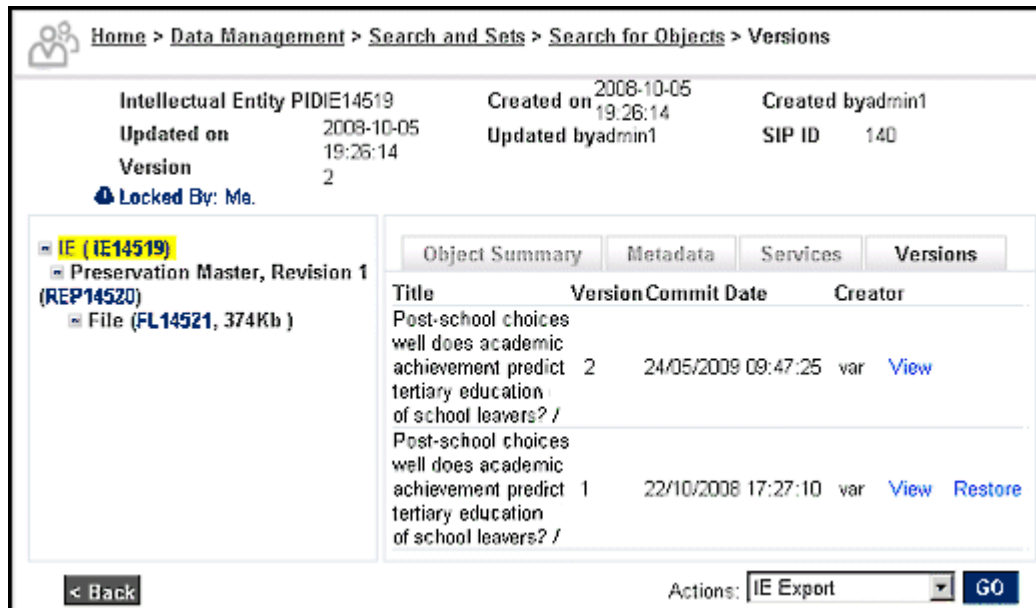 Home > Data Management > Search and Sets > Search for Objects > Versions
Intellectual Entity PIDIE14519 Created on 2008-10-05 19:26:14 Created byadmin1
Updated on 2008-10-05 19:26:14 Updated byadmin1 SIP ID 140
Version 2
Locked By: Me.
IE (IE14519)
Preservation Master, Revision 1
(REP14520)
File (FL14521, 374Kb )
Object Summary Metadata Services Versions
Title Version Commit Date Creator
Post-school choices
well does academic
achievement predict 2 24/05/2009 09:47:25 var View
tertiary education
of school leavers? /
Post-school choices
well does academic
achievement predict 1 22/10/2008 17:27:10 var View Restore
tertiary education
of school leavers? /
< Back Actions: IE Export GO